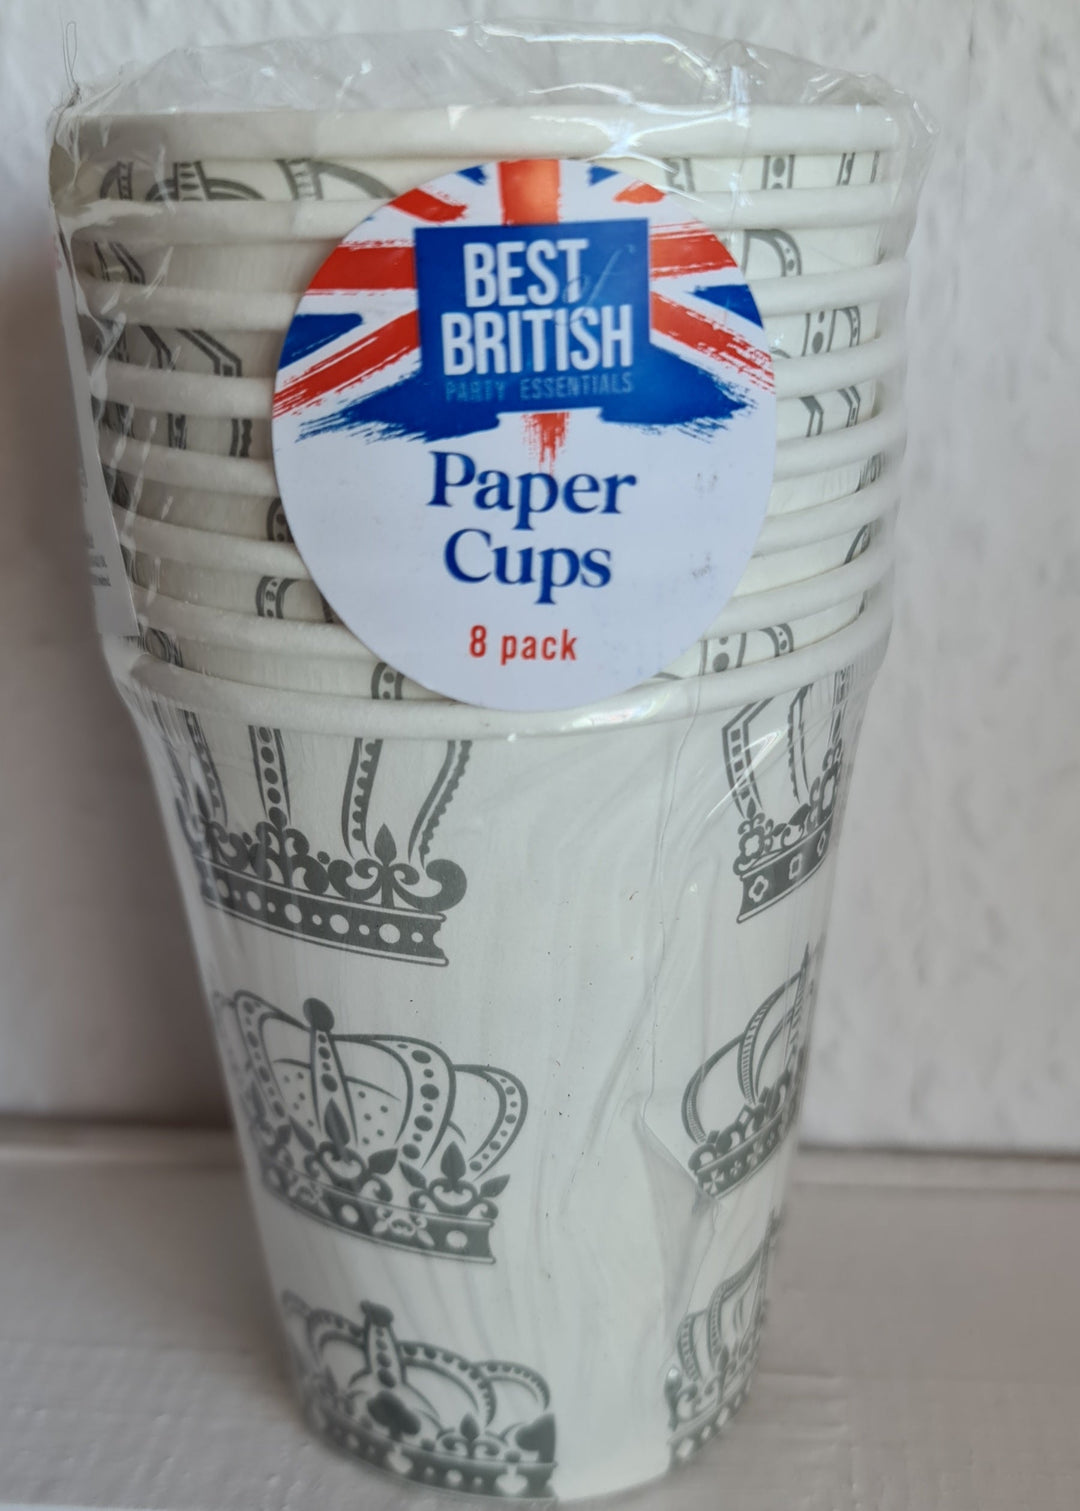 BEST of
BRITISH
PARTY ESSENTIALS
Paper
Cups
8 pack